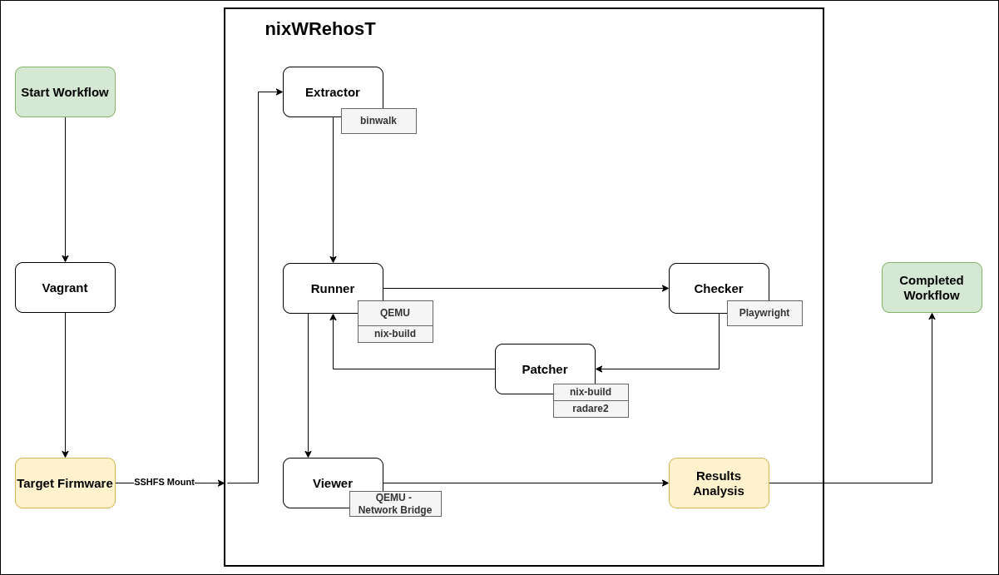 nixWRehosT
Start Workflow
Extractor
binwalk
Vagrant
Runner
QEMU
nix-build
Checker
Playwright
Completed
Workflow
Patcher
nix-build
radare2
Target Firmware
SSHFS Mount
Viewer
QEMU -
Network Bridge
Results
Analysis